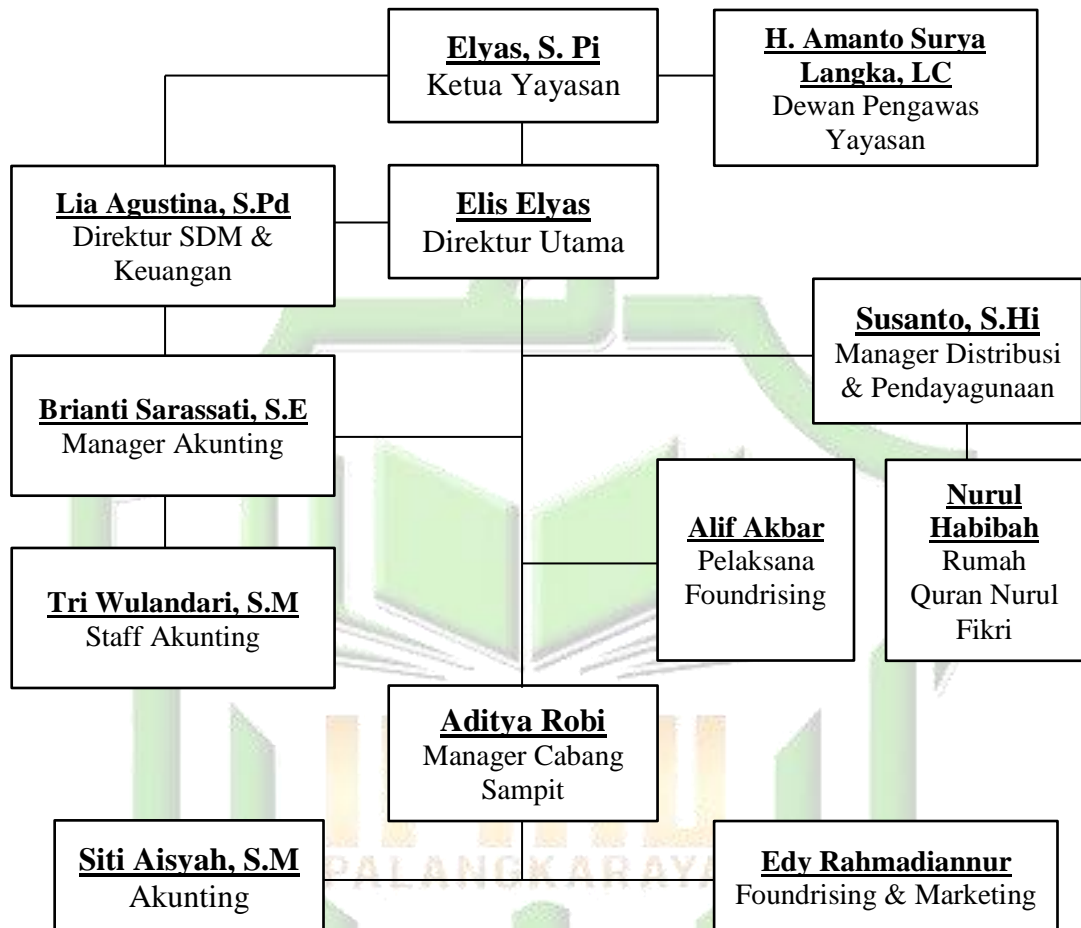 Elyas, S. Pi
Ketua Yayasan
H. Amanto Surya
Langka, LC
Dewan Pengawas
Yayasan
Lia Agustina, S.Pd
Direktur SDM &
Keuangan
Elis Elyas
Direktur Utama
Susanto, S.Hi
Manager Distribusi
& Pendayagunaan
Brianti Sarassati, S.E
Manager Akunting
Alif Akbar
Pelaksana
Foundrising
Nurul
Habibah
Rumah
Quran Nurul
Fikri
Tri Wulandari, S.M
Staff Akunting
Aditya Robi
Manager Cabang
Sampit
Siti Aisyah, S.M
Akunting
Edy Rahmadiannur
Foundrising & Marketing
PALANGKARAYA